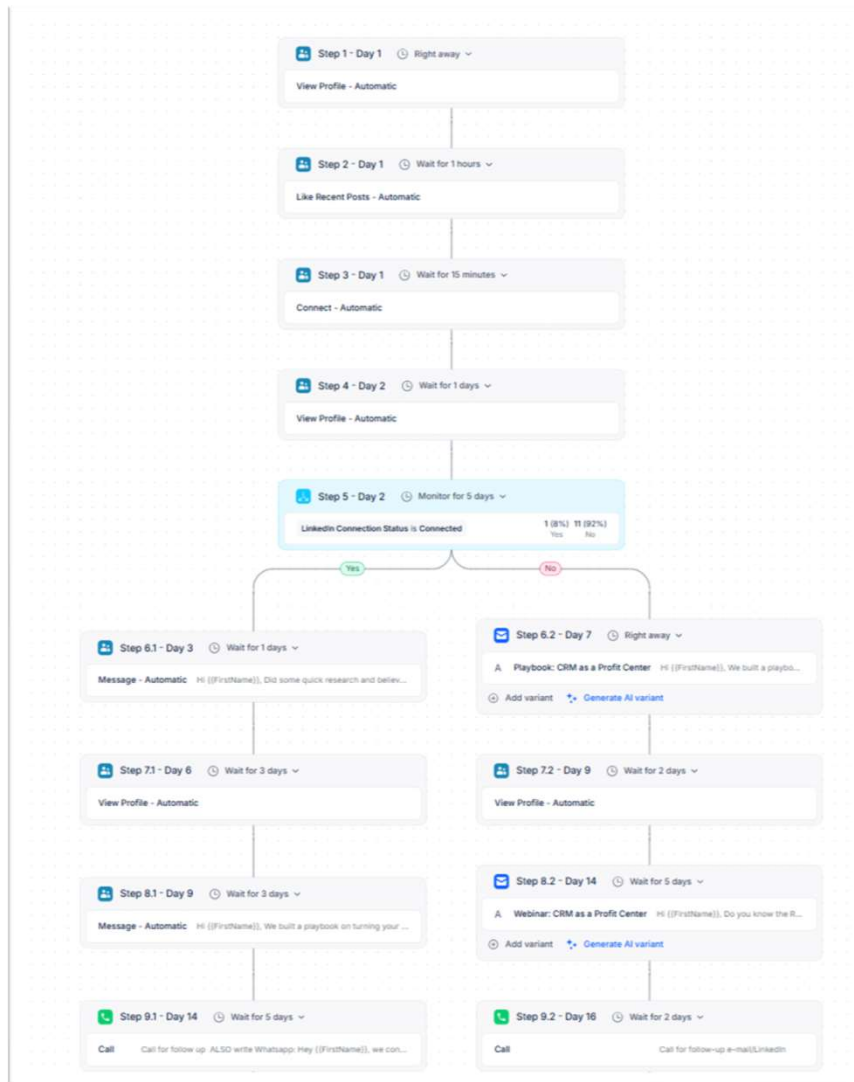 Step 1 - Day 1 Right away
View Profile - Automatic
Step 2 - Day 1 Wait for 1 hours
Like Recent Posts - Automatic
Step 3 - Day 1 Wait for 15 minutes
Connect - Automatic
Step 4 - Day 2 Wait for 1 days
View Profile - Automatic
Step 5 - Day 2 Monitor for 5 days
LinkedIn Connection Status is Connected 1 (8%) 11 (92%)
Yes No
Yes No
Step 6.1 - Day 3 Wait for 1 days
Message - Automatic Hi {{FirstName}}, Did some quick research and believ...
Step 6.2 - Day 7 Right away
A Playbook: CRM as a Profit Center Hi {{FirstName}}, We built a playbo...
Add variant Generate AI variant
Step 7.1 - Day 6 Wait for 3 days
View Profile - Automatic
Step 7.2 - Day 9 Wait for 2 days
View Profile - Automatic
Step 8.1 - Day 9 Wait for 3 days
Message - Automatic Hi {{FirstName}}, We built a playbook on turning your ...
Step 8.2 - Day 14 Wait for 5 days
A Webinar: CRM as a Profit Center Hi {{FirstName}}, Do you know the R...
Add variant Generate AI variant
Step 9.1 - Day 14 Wait for 5 days
Call Call for follow up ALSO write Whatsapp: Hey {{FirstName}}, we con...
Step 9.2 - Day 16 Wait for 2 days
Call Call for follow-up e-mail/LinkedIn